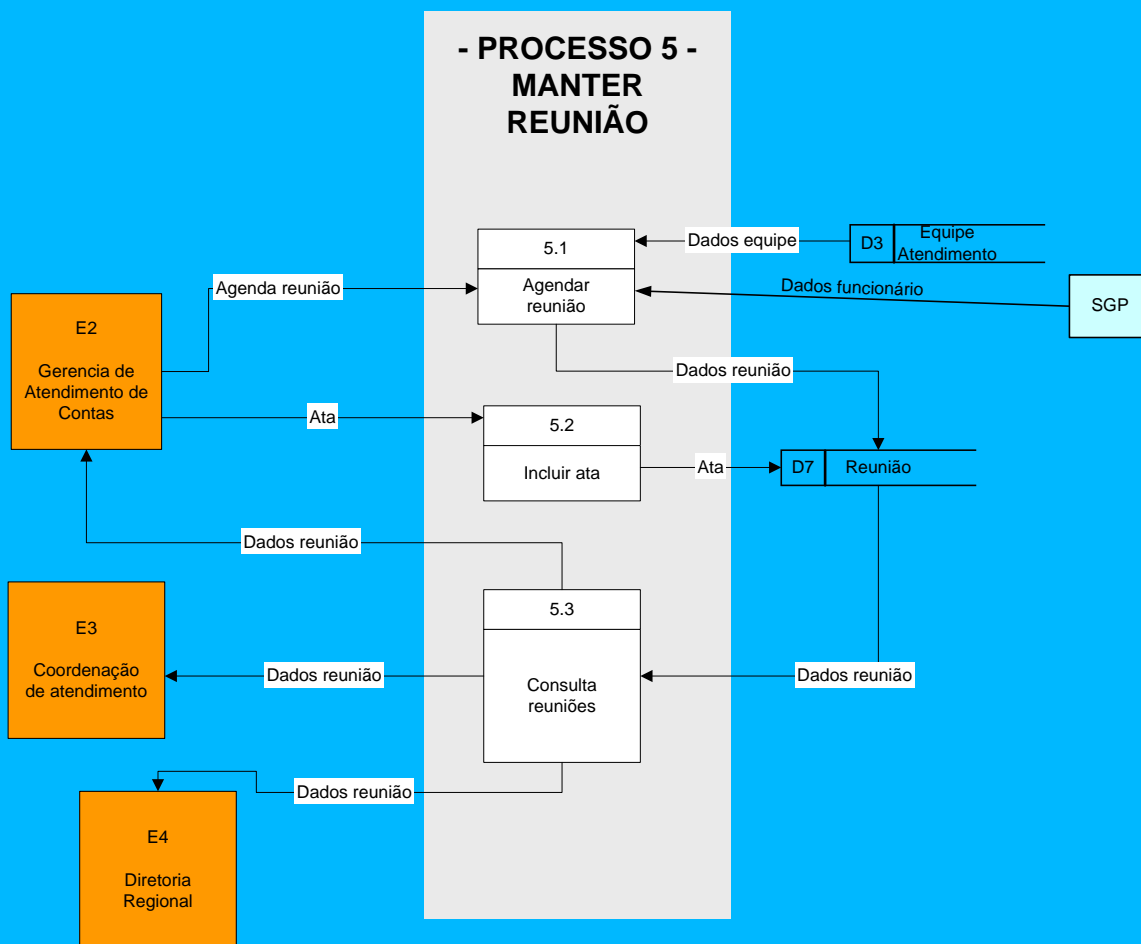 - PROCESSO 5 -
MANTER
REUNIÃO
5.1
Agendar
reunião
Dados equipe
D3
Equipe
Atendimento
Dados funcionário
SGP
Agenda reunião
E2
Gerencia de
Atendimento de
Contas
Dados reunião
Ata
5.2
Incluir ata
Ata
D7
Reunião
Dados reunião
5.3
Consulta
reuniões
E3
Coordenação
de atendimento
Dados reunião
Dados reunião
Dados reunião
E4
Diretoria
Regional